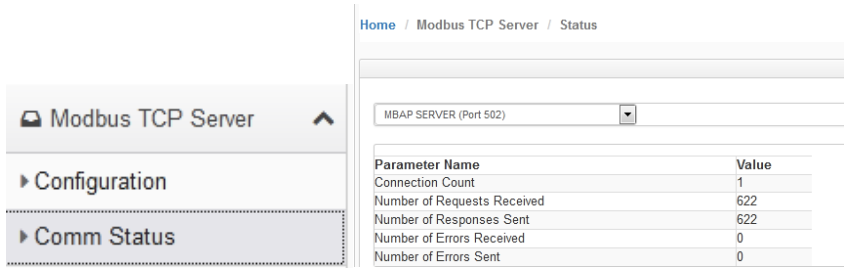 Home / Modbus TCP Server / Status
Modbus TCP Server
Configuration
Comm Status
MBAP SERVER (Port 502)
Parameter Name Value
Connection Count 1
Number of Requests Received 622
Number of Responses Sent 622
Number of Errors Received 0
Number of Errors Sent 0